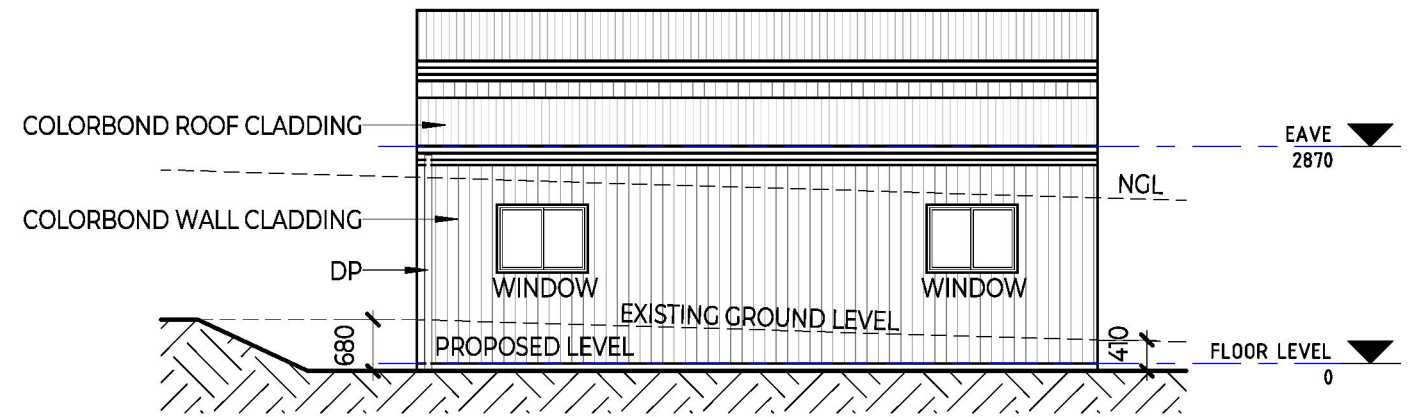 COLORBOND ROOF CLADDING
EAVE
2870
NGL
COLORBOND WALL CLADDING
DP
WINDOW
WINDOW
EXISTING GROUND LEVEL
680
PROPOSED LEVEL
410
FLOOR LEVEL
0